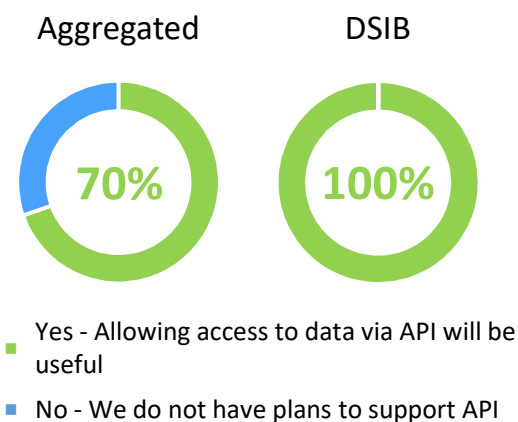 Aggregated
DSIB
70%
100%
Yes - Allowing access to data via API will be
useful
No - We do not have plans to support API